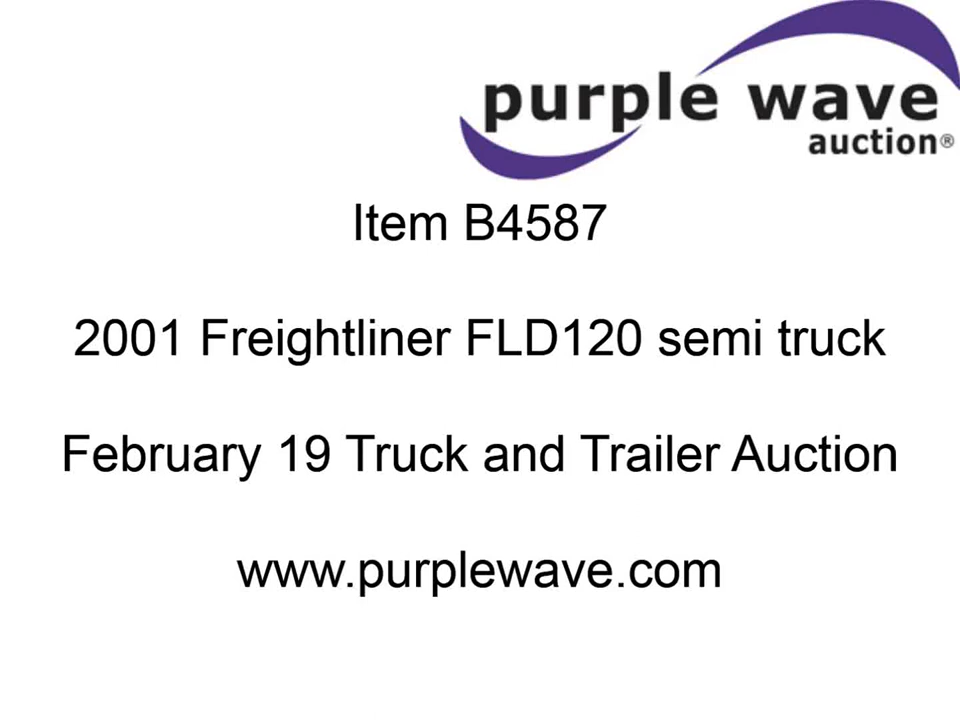 purple wave
auction®
Item B4587
2001 Freightliner FLD120 semi truck
February 19 Truck and Trailer Auction
www.purplewave.com